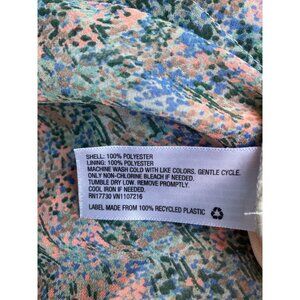 SHELL: 100% POLYESTER
LINING: 100% POLYESTER
MACHINE WASH COLD WITH LIKE COLORS, GENTLE CYCLE.
ONLY NON-CHLORINE BLEACH IF NEEDED.
TUMBLE DRY LOW. REMOVE PROMPTLY.
COOL IRON IF NEEDED.
RN17730 VN1107216
LABEL MADE FROM 100% RECYCLED PLASTIC